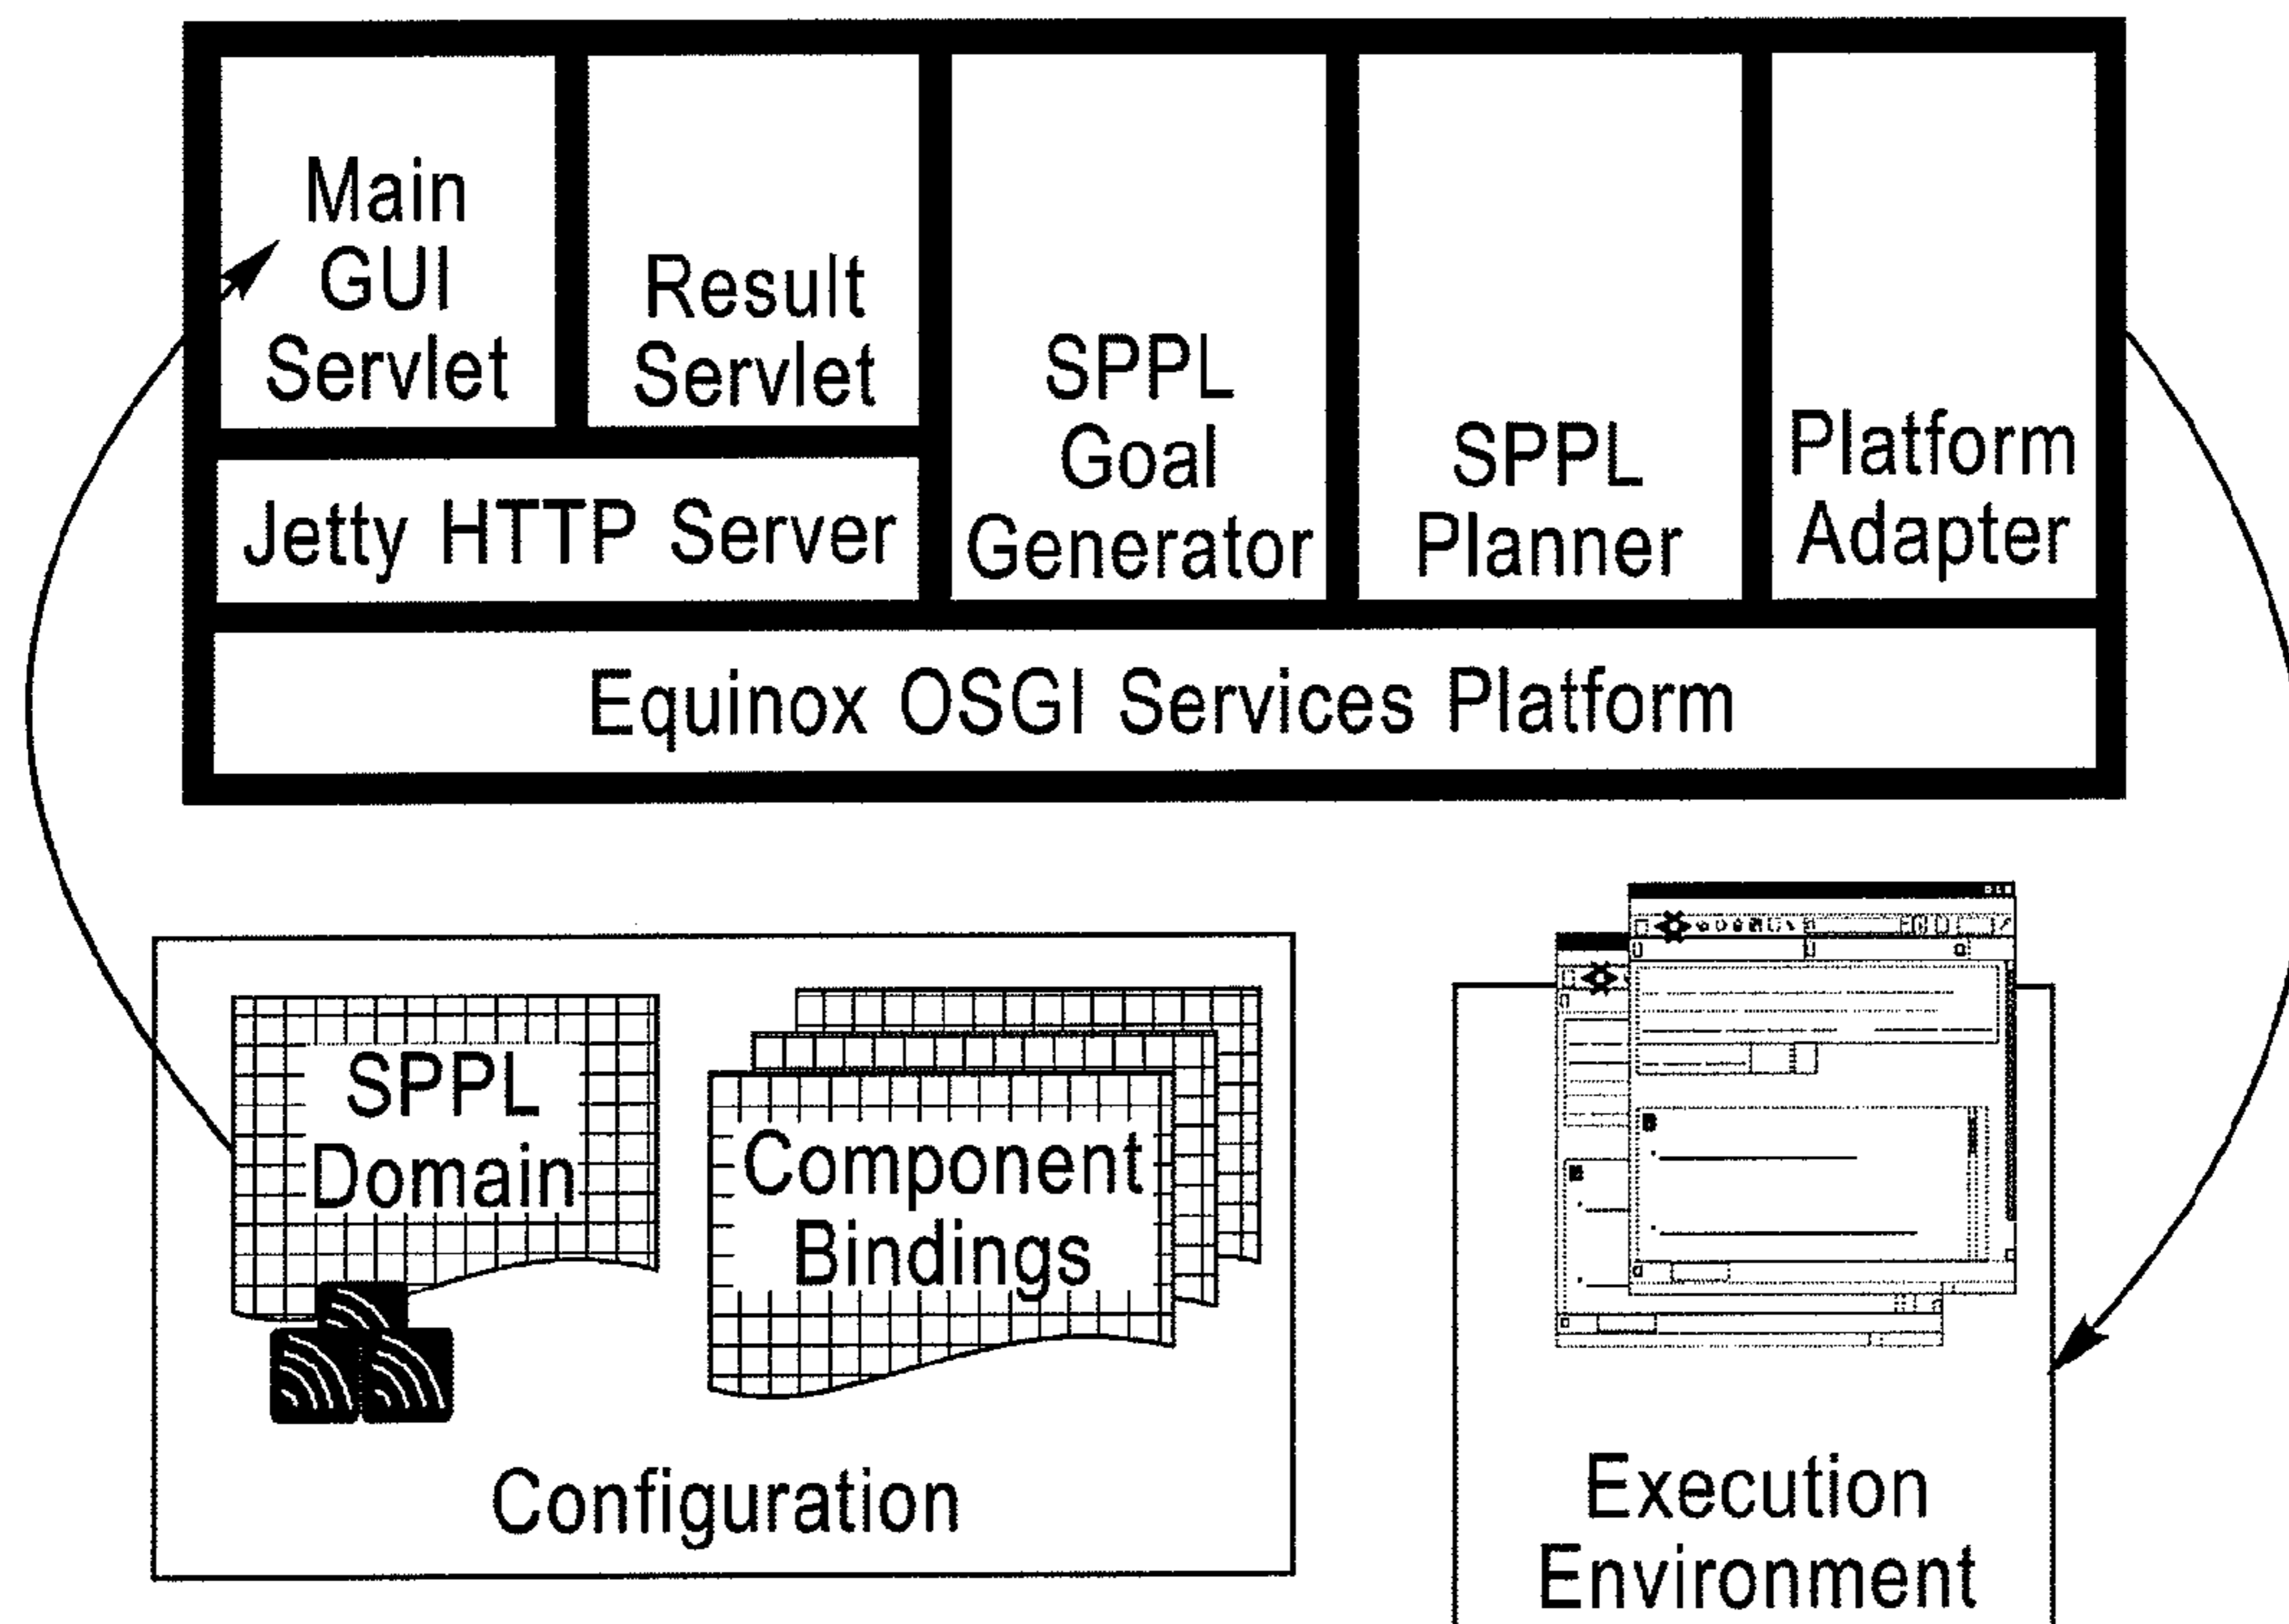 Main
GUI
Servlet
Result
Servlet
SPPL
Goal
Generator
SPPL
Planner
Platform
Adapter
Jetty HTTP Server
Equinox OSGI Services Platform
SPPL
Domain
Component
Bindings
Configuration
Execution
Environment